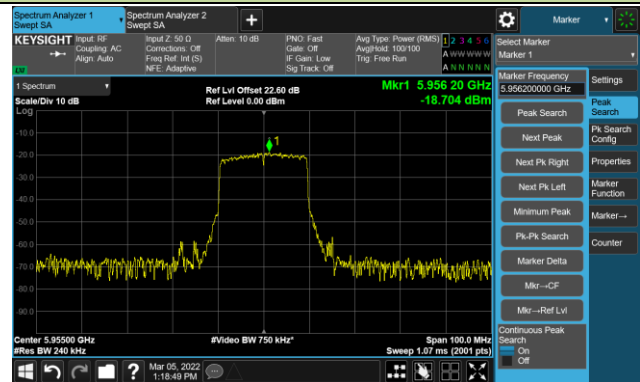 Spectrum Analyzer 1
Swept SA
Spectrum Analyzer 2
Swept SA
Marker
KEYSIGHT
Input: RF
Coupling: AC
Align: Auto
Input Z: 50 Ω
Corrections: Off
Freq Ref: Int (S)
NFE: Adaptive
Atten: 10 dB
PNO: Fast
Gate: Off
IF Gain: Low
Sig Track: Off
Avg Type: Power (RMS)
Avg|Hold: 100/100
Trig: Free Run
1 2 3 4 5 6
A W W W W W
A N N N N N
Select Marker
Marker 1
1 Spectrum
Scale/Div 10 dB
Log
Ref Lvl Offset 22.60 dB
Ref Level 0.00 dBm
Mkr1 5.956 20 GHz
-18.704 dBm
1
-10.0
-20.0
-30.0
-40.0
-50.0
-60.0
-70.0
-80.0
-90.0
Center 5.95500 GHz
#Res BW 240 kHz
#Video BW 750 kHz*
Span 100.0 MHz
Sweep 1.07 ms (2001 pts)
Marker Frequency
5.956200000 GHz
Peak Search
Next Peak
Next Pk Right
Next Pk Left
Minimum Peak
Pk-Pk Search
Marker Delta
Mkr→CF
Mkr→Ref Lvl
Continuous Peak
Search
On
Off
Settings
Peak
Search
Pk Search
Config
Properties
Marker
Function
Marker→
Counter
Mar 05, 2022
1:18:49 PM